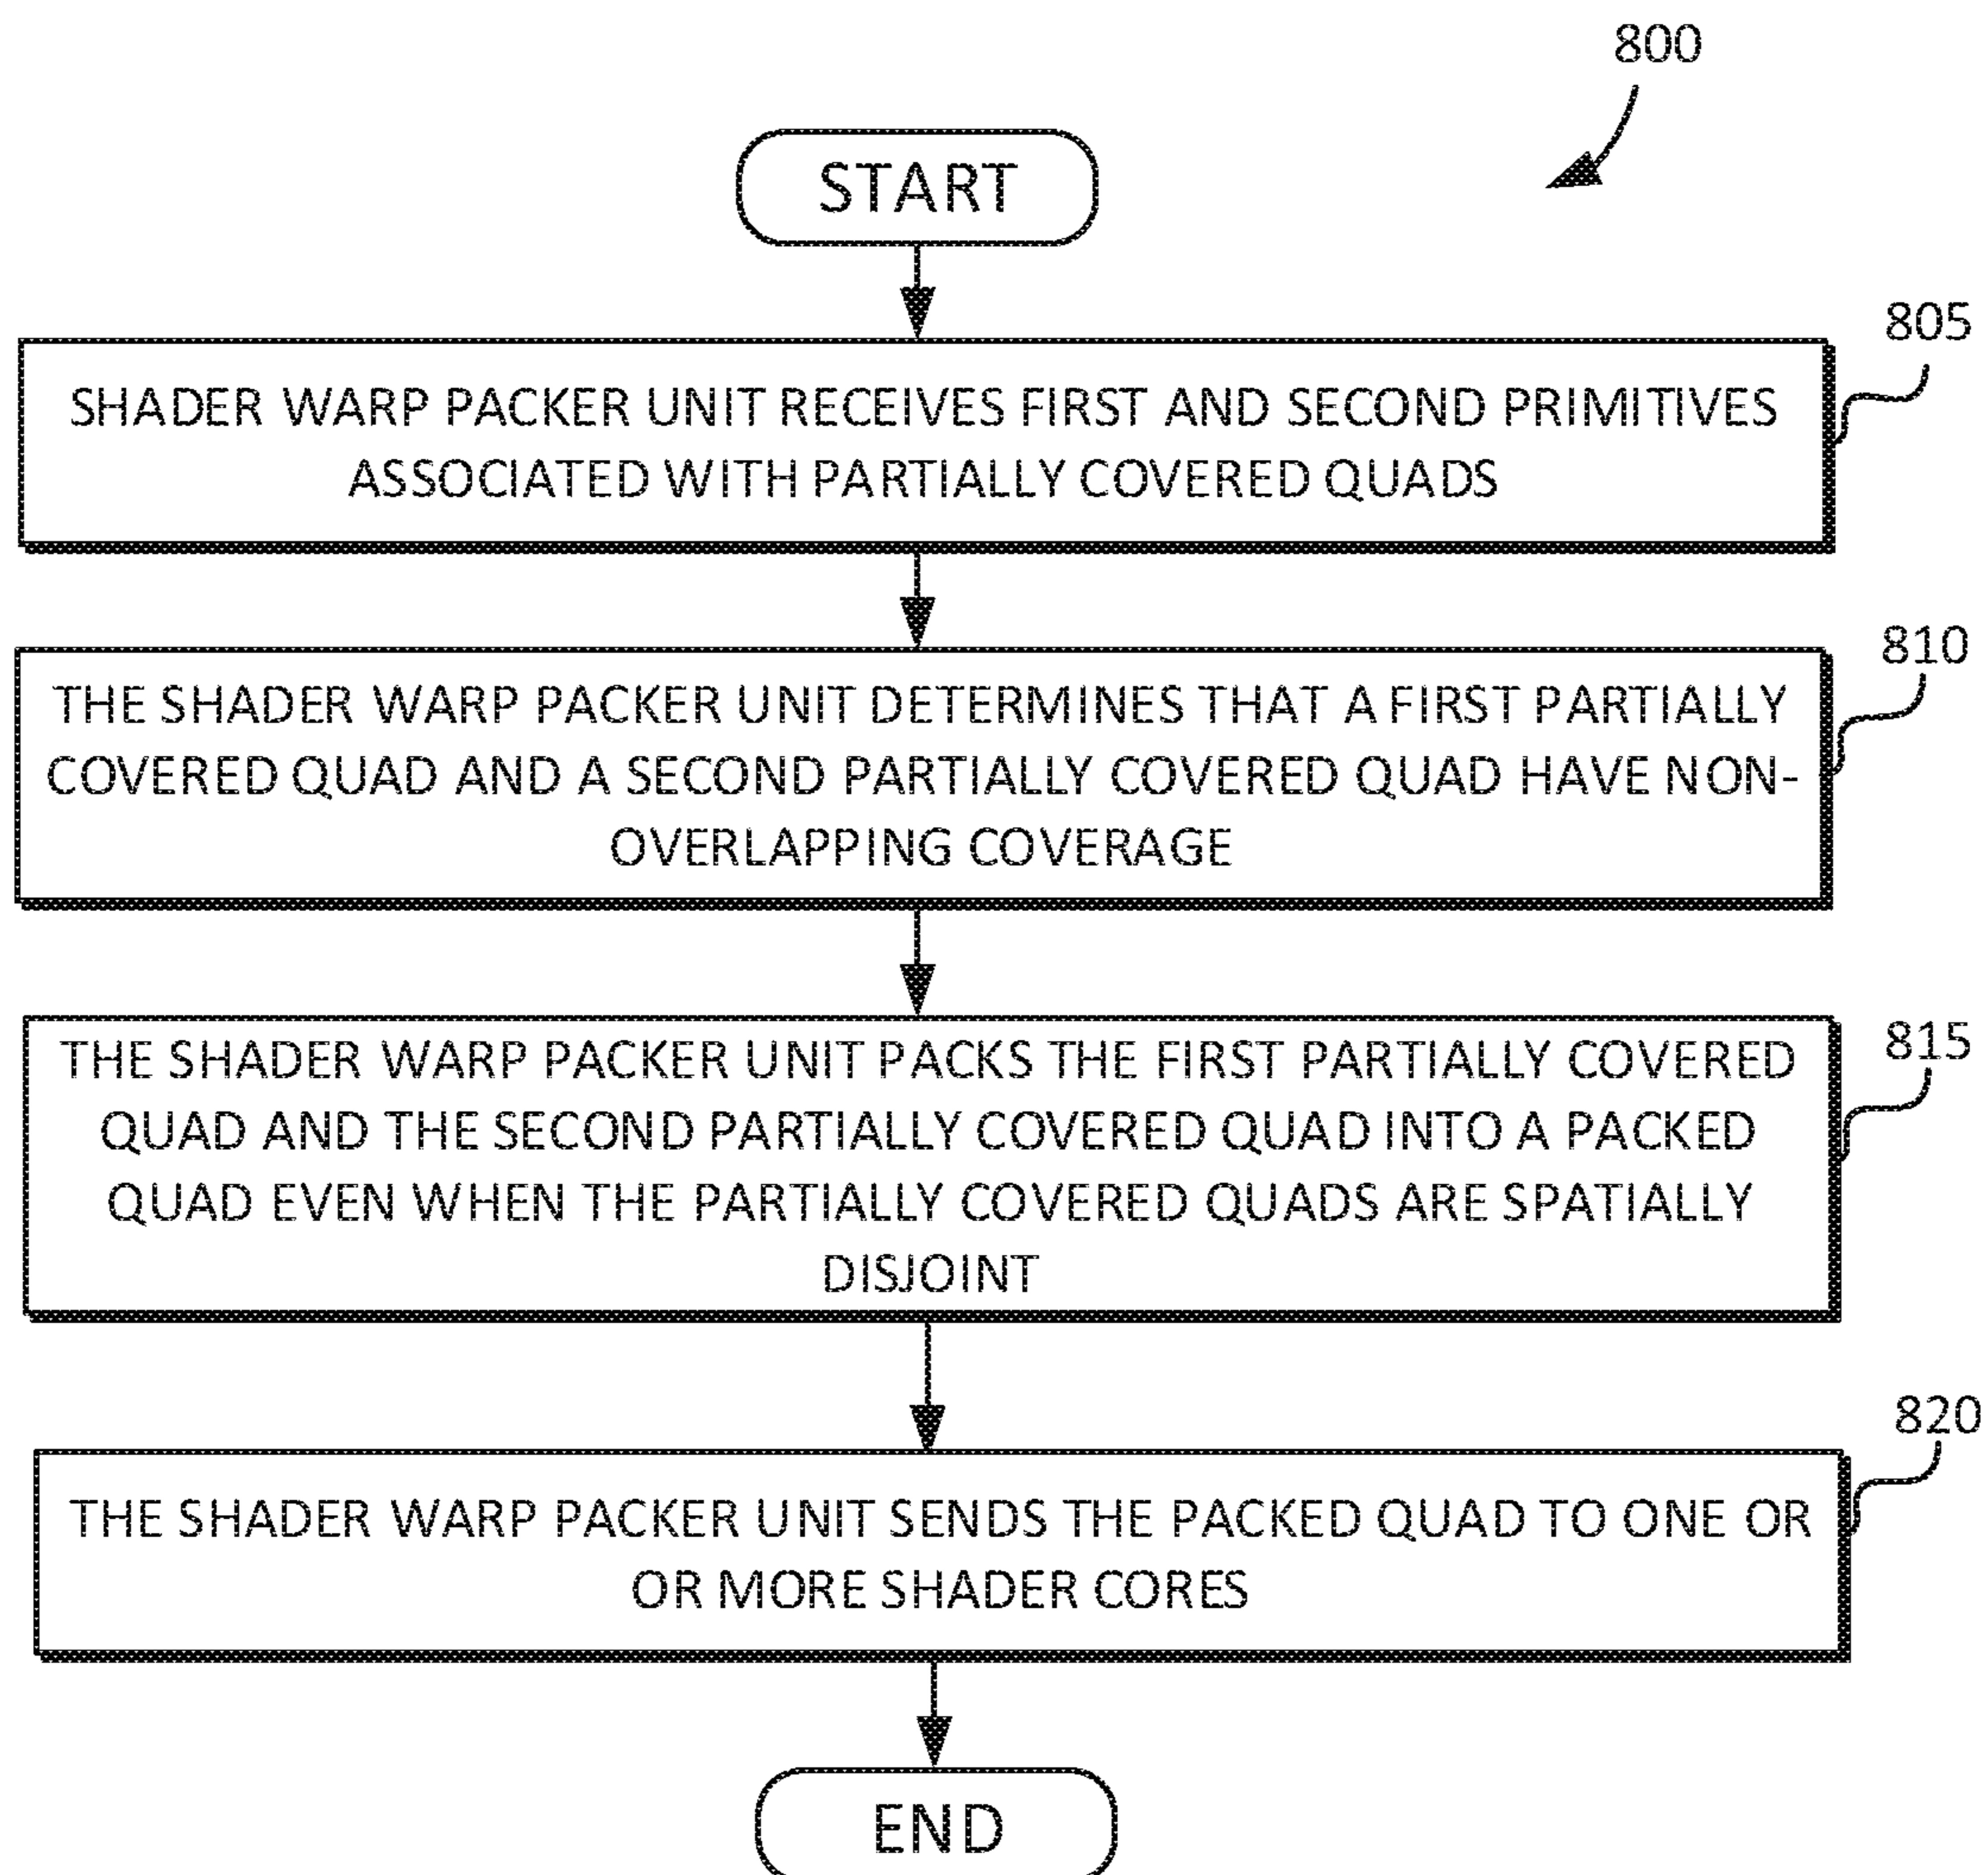 800
START
805
SHADER WARP PACKER UNIT RECEIVES FIRST AND SECOND PRIMITIVES
ASSOCIATED WITH PARTIALLY COVERED QUADS
810
THE SHADER WARP PACKER UNIT DETERMINES THAT A FIRST PARTIALLY
COVERED QUAD AND A SECOND PARTIALLY COVERED QUAD HAVE NON-
OVERLAPPING COVERAGE
815
THE SHADER WARP PACKER UNIT PACKS THE FIRST PARTIALLY COVERED
QUAD AND THE SECOND PARTIALLY COVERED QUAD INTO A PACKED
QUAD EVEN WHEN THE PARTIALLY COVERED QUADS ARE SPATIALLY
DISJOINT
820
THE SHADER WARP PACKER UNIT SENDS THE PACKED QUAD TO ONE OR
OR MORE SHADER CORES
END